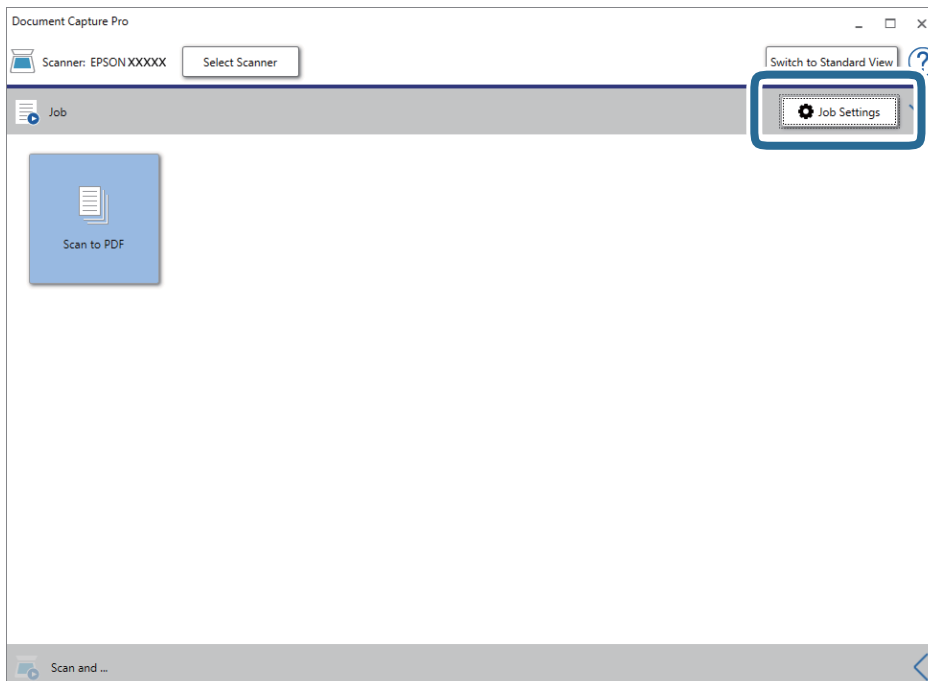 Document Capture Pro
Scanner: EPSON XXXXX
Select Scanner
Switch to Standard View
?
Job
Job Settings
Scan to PDF
Scan and ...